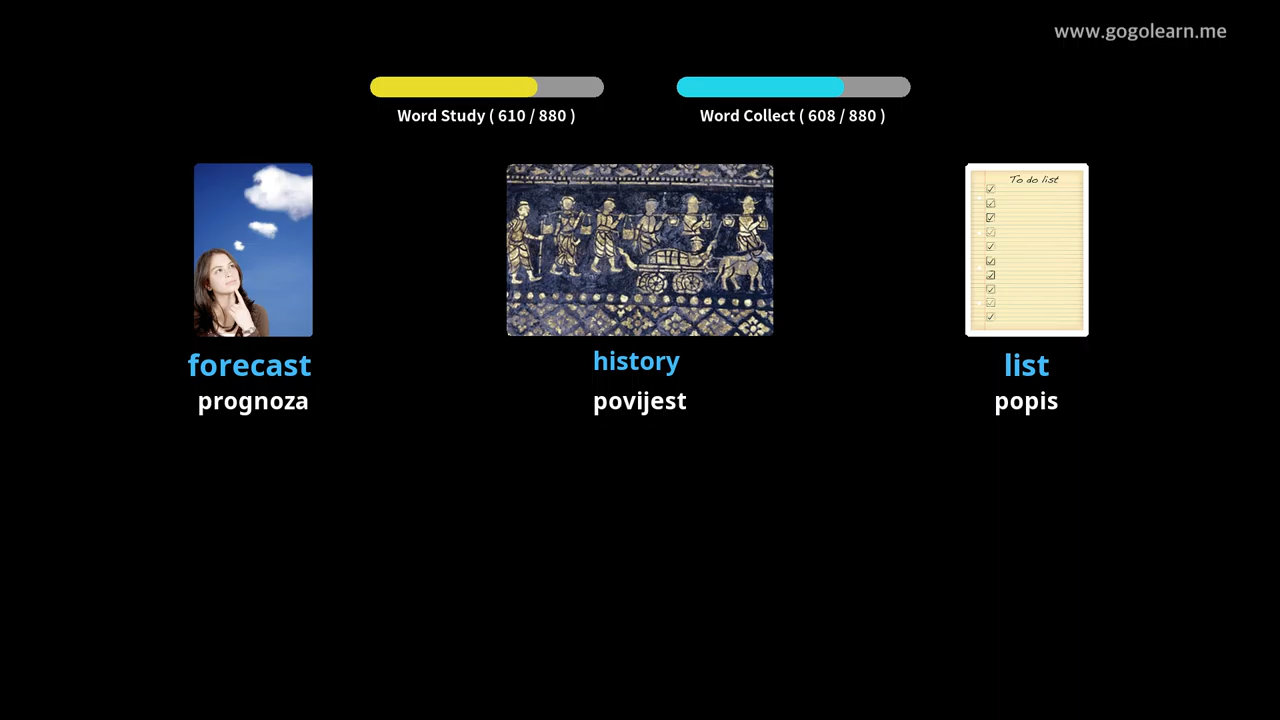 www.gogolearn.me
Word Study ( 610 / 880 )
Word Collect ( 608 / 880 )
To do list
forecast
prognoza
history
povijest
list
popis